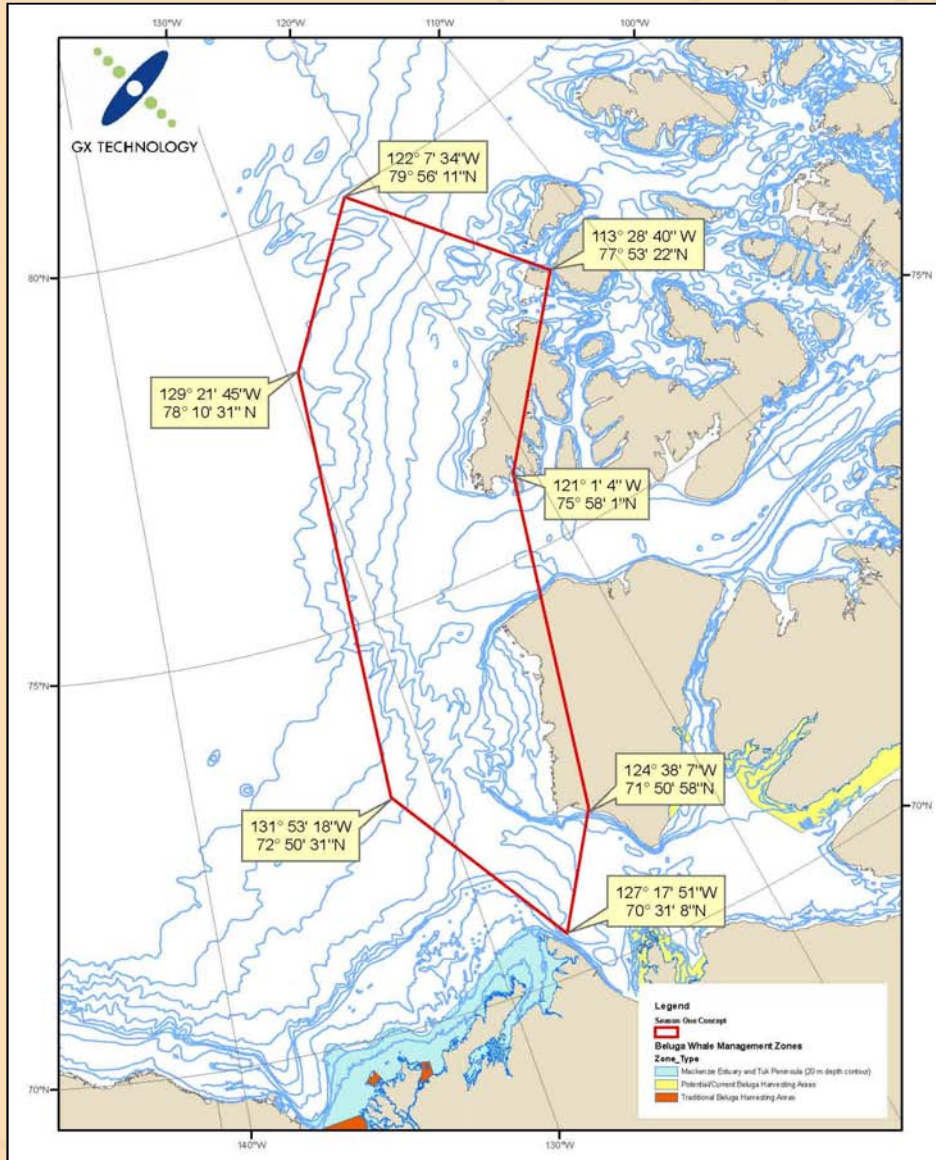 130°W
120°W
110°W
100°W
GX TECHNOLOGY
122° 7' 34"W
79° 56' 11"N
113° 28' 40" W
77° 53' 22"N
80°N
75°N
129° 21' 45"W
78° 10' 31" N
121° 1' 4" W
75° 58' 1"N
75°N
124° 38' 7"W
71° 50' 58"N
70°N
131° 53' 18"W
72° 50' 31"N
127° 17' 51"W
70° 31' 8"N
Legend
Season One Concept
Beluga Whale Management Zones
Zone_Type
Mackenzie Estuary and Tuk Peninsula (20 m depth contour)
Potential/Current Beluga Harvesting Areas
Traditional Beluga Harvesting Areas
70°N
140°W
130°W